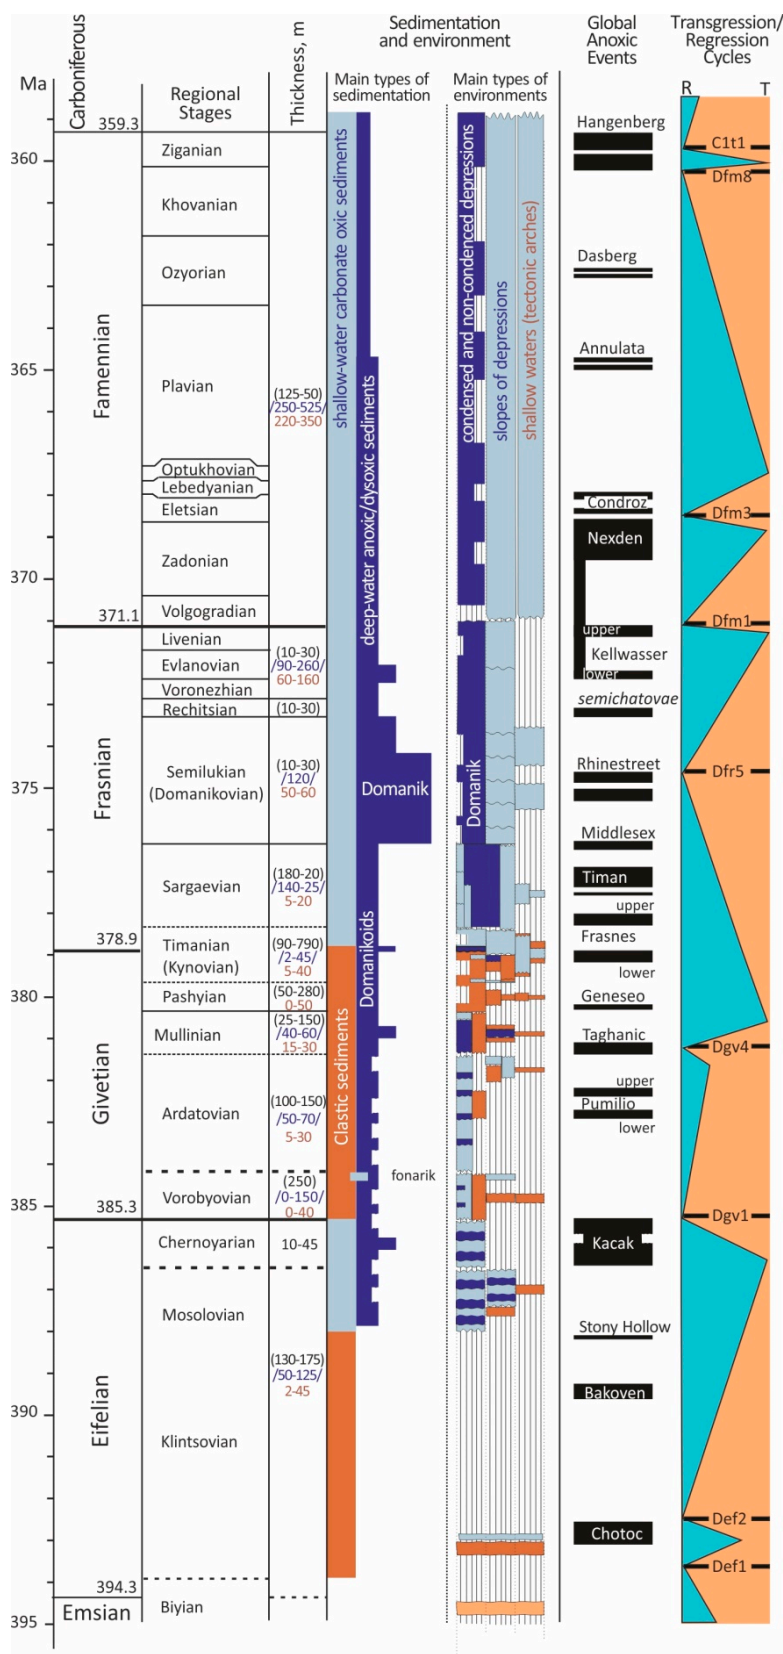 Ma
Carboniferous
Regional
Stages
Thickness, m
Sedimentation
and environment
Main types of
sedimentation
Main types of
environments
Global
Anoxic
Events
Transgression/
Regression
Cycles
R
T
359.3
360
365
370
371.1
375
378.9
380
385
385.3
390
394.3
395
Famennian
Frasnian
Givetian
Eifelian
Emsian
Ziganian
Khovanian
Ozyorian
Plavian
Optukhovian
Lebedyanian
Eletsian
Zadonian
Volgogradian
Livenian
Evlanovian
Voronezhian
Rechitsian
Semilukian
(Domanikovian)
Sargaevian
Timanian
(Kynovian)
Pashyian
Mullinian
Ardatovian
Vorobyovian
Chernoyarian
Mosolovian
Klintsovian
Biyian
(125-50)
/250-525/
220-350
(10-30)
/90-260/
60-160
(10-30)
(10-30)
/120/
50-60
(180-20)
/140-25/
5-20
(90-790)
/2-45/
5-40
(50-280)
0-50
(25-150)
/40-60/
15-30
(100-150)
/50-70/
5-30
(250)
/0-150/
0-40
10-45
(130-175)
/50-125/
2-45
shallow-water carbonate oxic sediments
Clastic sediments
deep-water anoxic/dysoxic sediments
Domanik
Domanikoids
fonarik
condensed and non-condensed depressions
Domanik
slopes of depressions
shallow waters (tectonic arches)
Hangenberg
Dasberg
Annulata
Condroz
Nexden
upper
Kellwasser
lower
semichatovae
Rhinestreet
Middlesex
Timan
upper
Frasnes
lower
Geneseo
Taghanic
upper
Pumilio
lower
Kacak
Stony Hollow
Bakoven
Chotoc
C1t1
Dfm8
Dfm3
Dfm1
Dfr5
Dgv4
Dgv1
Def2
Def1